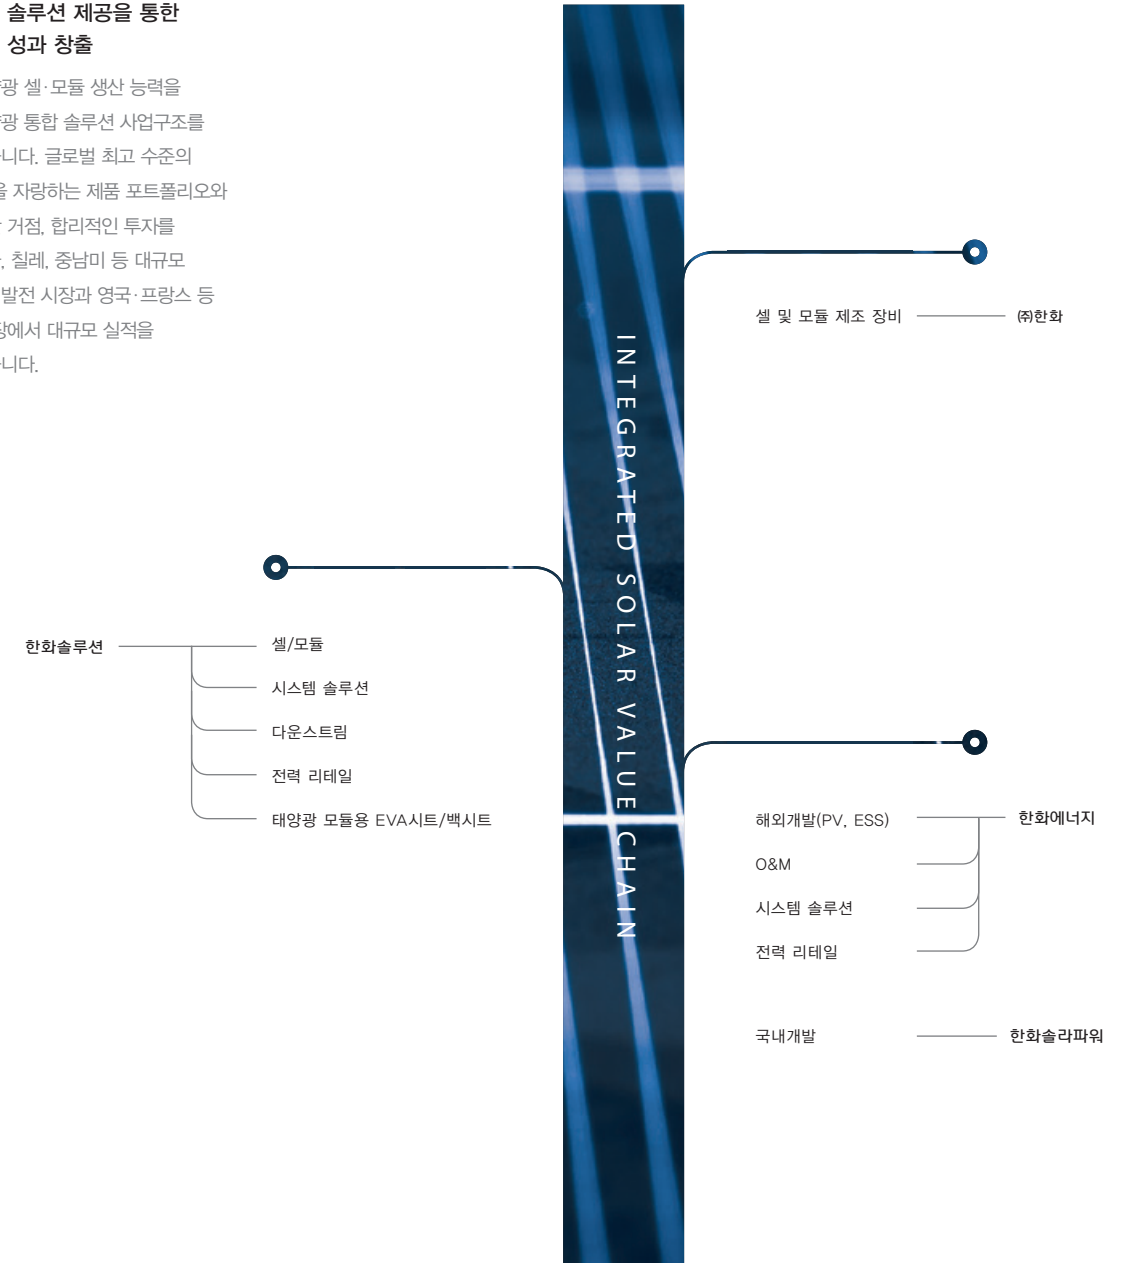 솔루션 제공을 통한
성과 창출
광 셀·모듈 생산 능력을
광 통합 솔루션 사업구조를
니다. 글로벌 최고 수준의
자랑하는 제품 포트폴리오와
거점, 합리적인 투자를
, 칠레, 중남미 등 대규모
발전 시장과 영국·프랑스 등
에서 대규모 실적을
니다.
INTEGRATED SOLAR VALUE CHAIN
셀 및 모듈 제조 장비
㈜한화
한화솔루션
셀/모듈
시스템 솔루션
다운스트림
전력 리테일
태양광 모듈용 EVA시트/백시트
해외개발(PV, ESS)
한화에너지
O&M
시스템 솔루션
전력 리테일
국내개발
한화솔라파워